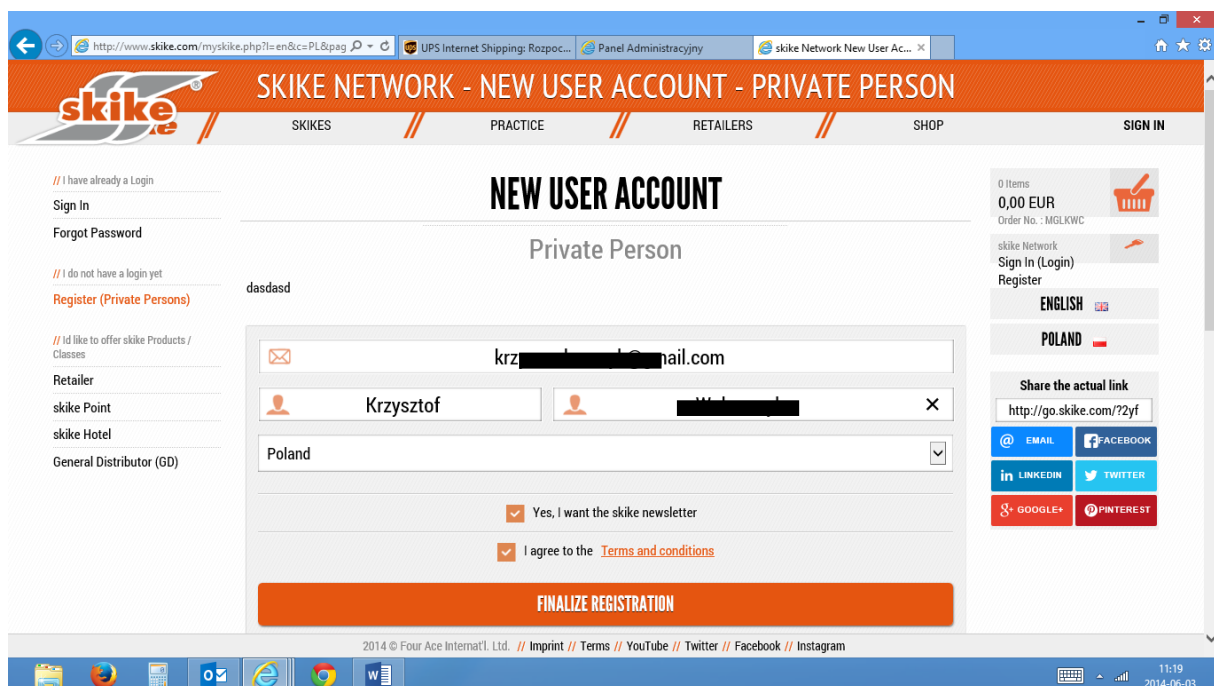 http://www.skike.com/myskike.php?l=en&c=PL&pag
UPS Internet Shipping: Rozpoc...
Panel Administracyjny
skike Network New User Ac...
skike
SKIKE NETWORK - NEW USER ACCOUNT - PRIVATE PERSON
SKIKES // PRACTICE // RETAILERS // SHOP
SIGN IN
// I have already a Login
Sign In
Forgot Password
// I do not have a login yet
Register (Private Persons)
// Id like to offer skike Products /
Classes
Retailer
skike Point
skike Hotel
General Distributor (GD)
NEW USER ACCOUNT
Private Person
dasdasd
krz
nail.com
Krzysztof
Poland
Yes, I want the skike newsletter
I agree to the Terms and conditions
FINALIZE REGISTRATION
0 Items
0,00 EUR
Order No. : MGLKWC
skike Network
Sign In (Login)
Register
ENGLISH
POLAND
Share the actual link
http://go.skike.com/?2yf
@ EMAIL
FACEBOOK
in LINKEDIN
TWITTER
g+ GOOGLE+
PINTEREST
2014 © Four Ace Internat'l. Ltd. // Imprint // Terms // YouTube // Twitter // Facebook // Instagram
11:19
2014-06-03